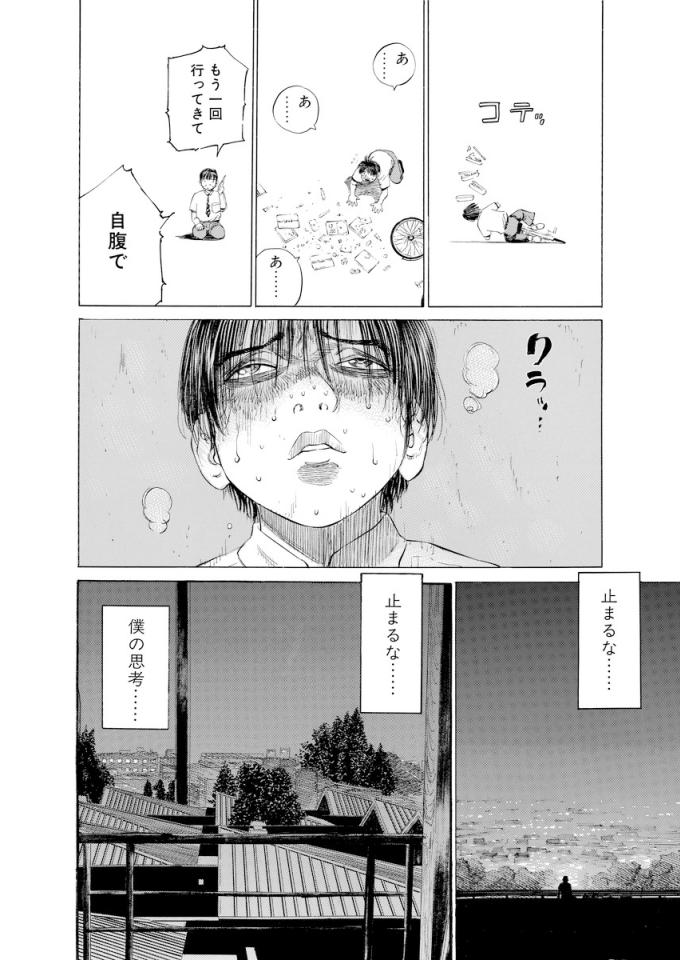 コテッ
あ……
あ……
あ……
もう一回
行ってきて
自腹で
クラッ…
止まるな……
止まるな……
僕の思考……